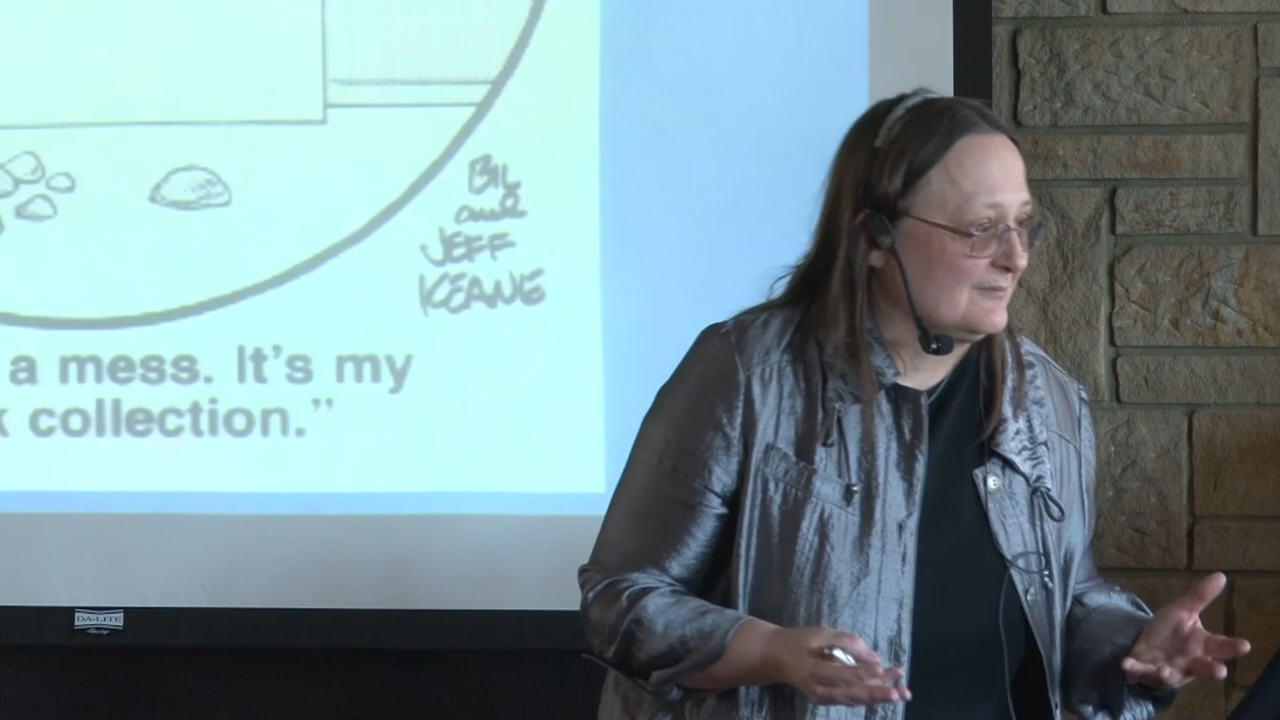 BIL
and
JEFF
KEANE
a mess. It's my
collection.”
DA-LITE